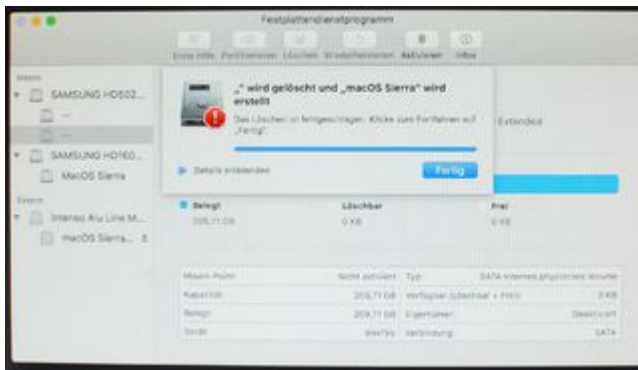 Festplattendienstprogramm
Erste Hilfe Partitionieren Löschen Wiederherstellen Aktivieren Infos
Intern
SAMSUNG HD502...
SAMSUNG HD160...
MacOS Sierra
Extern
Intenso Alu Line M...
macOS Sierra...
„“ wird gelöscht und „macOS Sierra“ wird
erstellt
Das Löschen ist fehlgeschlagen. Klicke zum Fortfahren auf
„Fertig“.
Details einblenden
Fertig
Extended
Belegt
Löschbar
Frei
0 KB
0 KB
Mount-Point: Nicht aktiviert
Typ: SATA Internes physisches Volume
Kapazität: 209,71 GB
Verfügbar (Löschbar + Frei): 0 KB
Belegt: 209,71 GB
Eigentümer: Deaktiviert
Gerät:
Verbindung: SATA